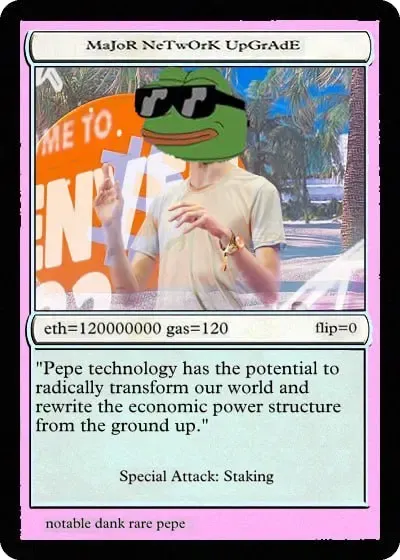 MaJoR NeTwOrK UpGrAdE
ME TO.
eth=120000000 gas=120 flip=0
"Pepe technology has the potential to
radically transform our world and
rewrite the economic power structure
from the ground up."
Special Attack: Staking
notable dank rare pepe